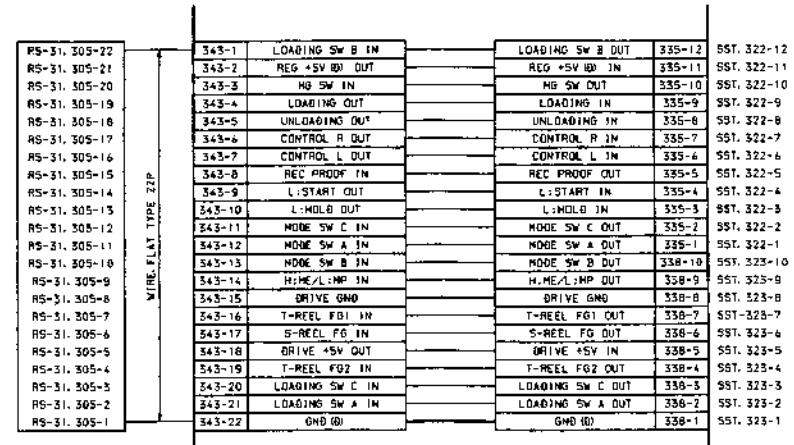 RS-31. 305-22 343-1 LOADING SW B IN LOADING SW B OUT 335-12 SST. 322-12
RS-31. 305-21 343-2 REG +5V (D) OUT REG +5V (D) IN 335-11 SST. 322-11
RS-31. 305-20 343-3 HG SW IN HG SW OUT 335-10 SST. 322-10
RS-31. 305-19 343-4 LOADING OUT LOADING IN 335-9 SST. 322-9
RS-31. 305-18 343-5 UNLOADING OUT UNLOADING IN 335-8 SST. 322-8
RS-31. 305-17 343-6 CONTROL R OUT CONTROL R IN 335-7 SST. 322-7
RS-31. 305-16 343-7 CONTROL L OUT CONTROL L IN 335-6 SST. 322-6
RS-31. 305-15 343-8 REC PROOF IN REC PROOF OUT 335-5 SST. 322-5
RS-31. 305-14 343-9 L:START OUT L:START IN 335-4 SST. 322-4
RS-31. 305-13 343-10 L:HOLD OUT L:HOLD IN 335-3 SST. 322-3
RS-31. 305-12 343-11 MODE SW C IN MODE SW C OUT 335-2 SST. 322-2
RS-31. 305-11 343-12 MODE SW A IN MODE SW A OUT 335-1 SST. 322-1
RS-31. 305-10 343-13 MODE SW B IN MODE SW B OUT 338-10 SST. 323-10
RS-31. 305-9 343-14 H:ME/L:MP IN H:ME/L:MP OUT 338-9 SST. 323-9
RS-31. 305-8 343-15 DRIVE GND DRIVE GND 338-8 SST. 323-8
RS-31. 305-7 343-16 T-REEL FG1 IN T-REEL FG1 OUT 338-7 SST-323-7
RS-31. 305-6 343-17 S-REEL FG IN S-REEL FG OUT 338-6 SST. 323-6
RS-31. 305-5 343-18 DRIVE +5V OUT DRIVE +5V IN 338-5 SST. 323-5
RS-31. 305-4 343-19 T-REEL FG2 IN T-REEL FG2 OUT 338-4 SST. 323-4
RS-31. 305-3 343-20 LOADING SW C IN LOADING SW C OUT 338-3 SST. 323-3
RS-31. 305-2 343-21 LOADING SW A IN LOADING SW A OUT 338-2 SST. 323-2
RS-31. 305-1 343-22 GND (D) GND (D) 338-1 SST. 323-1
WIRE. FLAT TYPE 22P